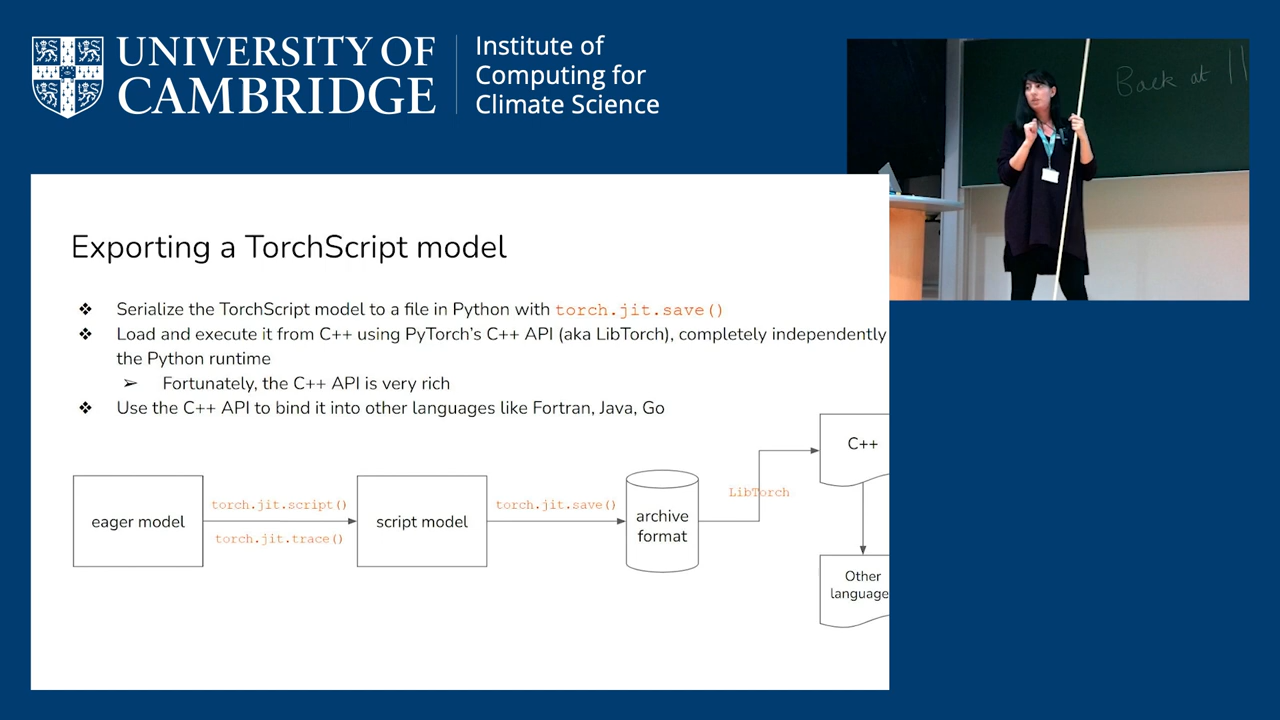 UNIVERSITY OF
CAMBRIDGE
Institute of
Computing for
Climate Science
Back at 11
Exporting a TorchScript model
❖ Serialize the TorchScript model to a file in Python with torch.jit.save()
❖ Load and execute it from C++ using PyTorch's C++ API (aka LibTorch), completely independently
the Python runtime
➢ Fortunately, the C++ API is very rich
❖ Use the C++ API to bind it into other languages like Fortran, Java, Go
eager model
torch.jit.script()
torch.jit.trace()
script model
torch.jit.save()
archive
format
LibTorch
C++
Other
language